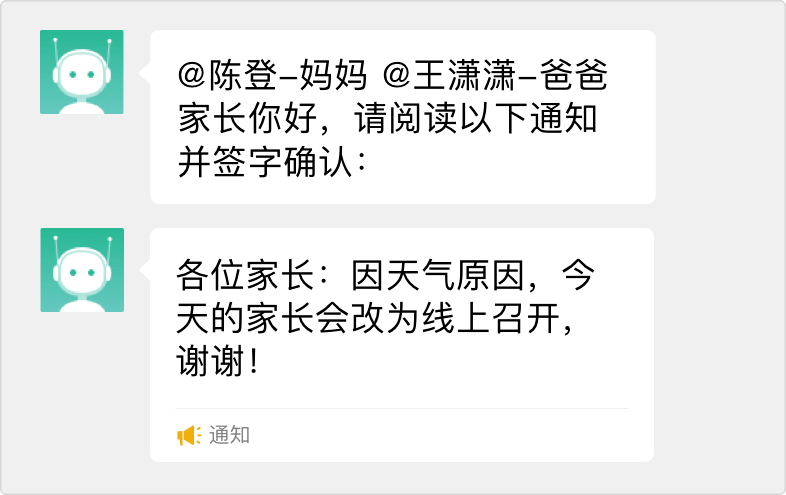 @陈登-妈妈 @王潇潇-爸爸
家长你好，请阅读以下通知
并签字确认：
各位家长：因天气原因，今
天的家长会改为线上召开，
谢谢！
通知